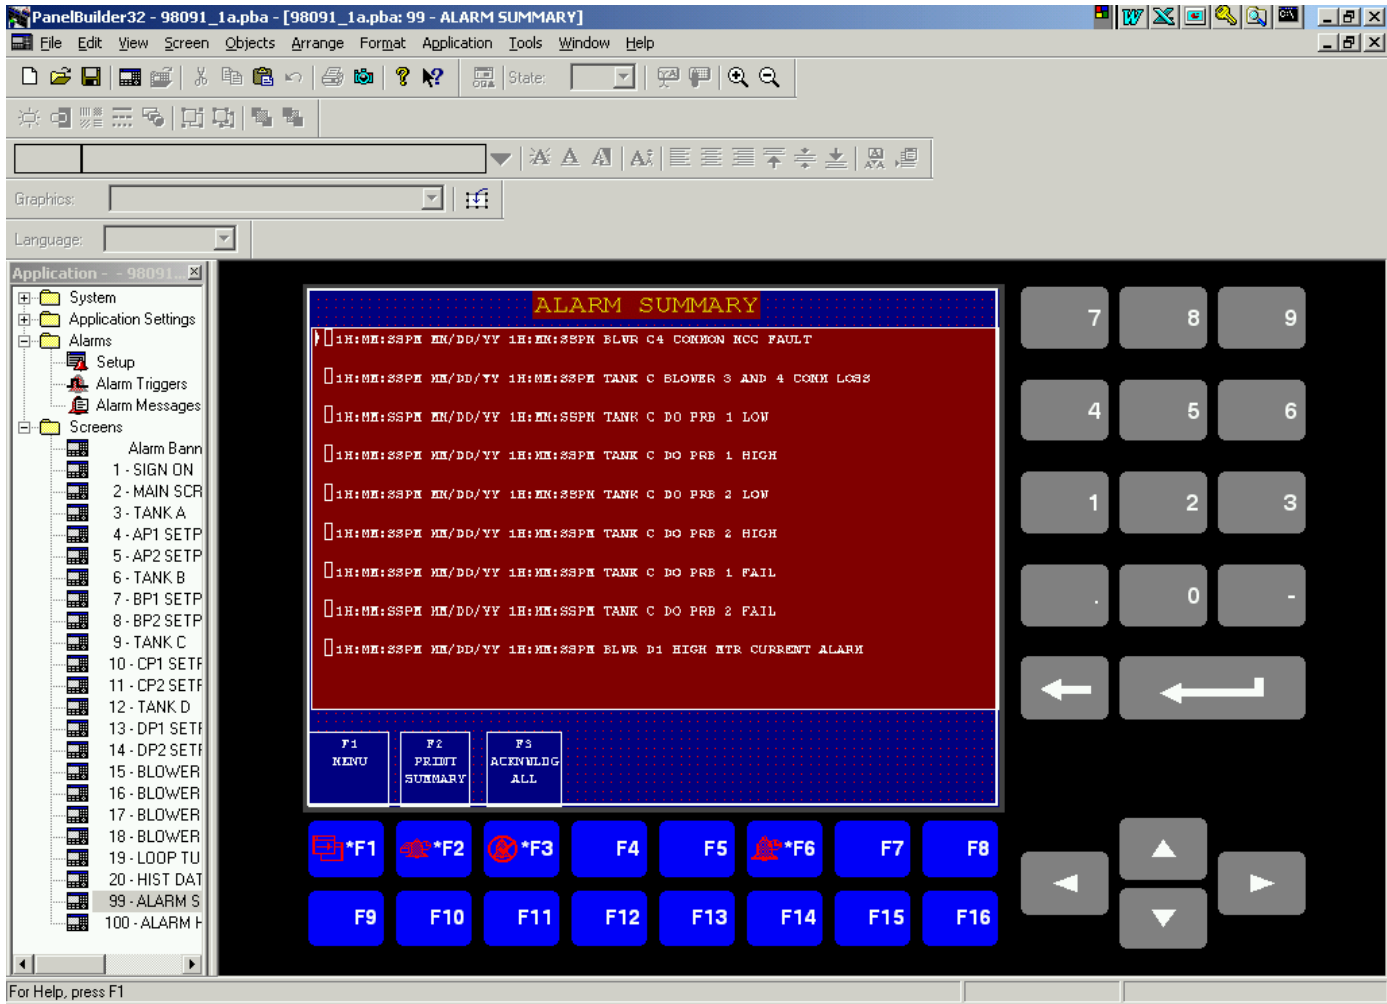 PanelBuilder32 - 98091_1a.pba - [98091_1a.pba: 99 - ALARM SUMMARY]
File Edit View Screen Objects Arrange Format Application Tools Window Help
State:
Graphics:
Language:
Application - - 98091...
System
Application Settings
Alarms
Setup
Alarm Triggers
Alarm Messages
Screens
Alarm Bann
1 - SIGN ON
2 - MAIN SCR
3 - TANK A
4 - AP1 SETP
5 - AP2 SETP
6 - TANK B
7 - BP1 SETP
8 - BP2 SETP
9 - TANK C
10 - CP1 SETP
11 - CP2 SETP
12 - TANK D
13 - DP1 SETP
14 - DP2 SETP
15 - BLOWER
16 - BLOWER
17 - BLOWER
18 - BLOWER
19 - LOOP TU
20 - HIST DAT
99 - ALARM S
100 - ALARM H
ALARM SUMMARY
1H:MM:SSPM MM/DD/YY 1H:MM:SSPM BLWR C4 COMMON MCC FAULT
1H:MM:SSPM MM/DD/YY 1H:MM:SSPM TANK C BLOWER 3 AND 4 COMM LOSS
1H:MM:SSPM MM/DD/YY 1H:MM:SSPM TANK C DO PRB 1 LOW
1H:MM:SSPM MM/DD/YY 1H:MM:SSPM TANK C DO PRB 1 HIGH
1H:MM:SSPM MM/DD/YY 1H:MM:SSPM TANK C DO PRB 2 LOW
1H:MM:SSPM MM/DD/YY 1H:MM:SSPM TANK C DO PRB 2 HIGH
1H:MM:SSPM MM/DD/YY 1H:MM:SSPM TANK C DO PRB 1 FAIL
1H:MM:SSPM MM/DD/YY 1H:MM:SSPM TANK C DO PRB 2 FAIL
1H:MM:SSPM MM/DD/YY 1H:MM:SSPM BLWR D1 HIGH MTR CURRENT ALARM
F1
MENU
F2
PRINT
SUMMARY
F3
ACKNWLDG
ALL
*F1 *F2 *F3 F4 F5 *F6 F7 F8
F9 F10 F11 F12 F13 F14 F15 F16
7 8 9
4 5 6
1 2 3
. 0 -
For Help, press F1